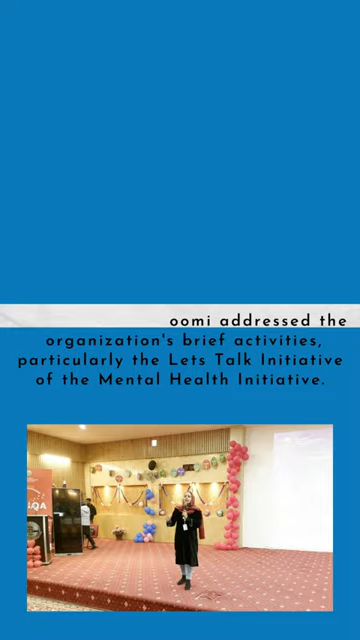 oomi addressed the
organization's brief activities,
particularly the Lets Talk Initiative
of the Mental Health Initiative.